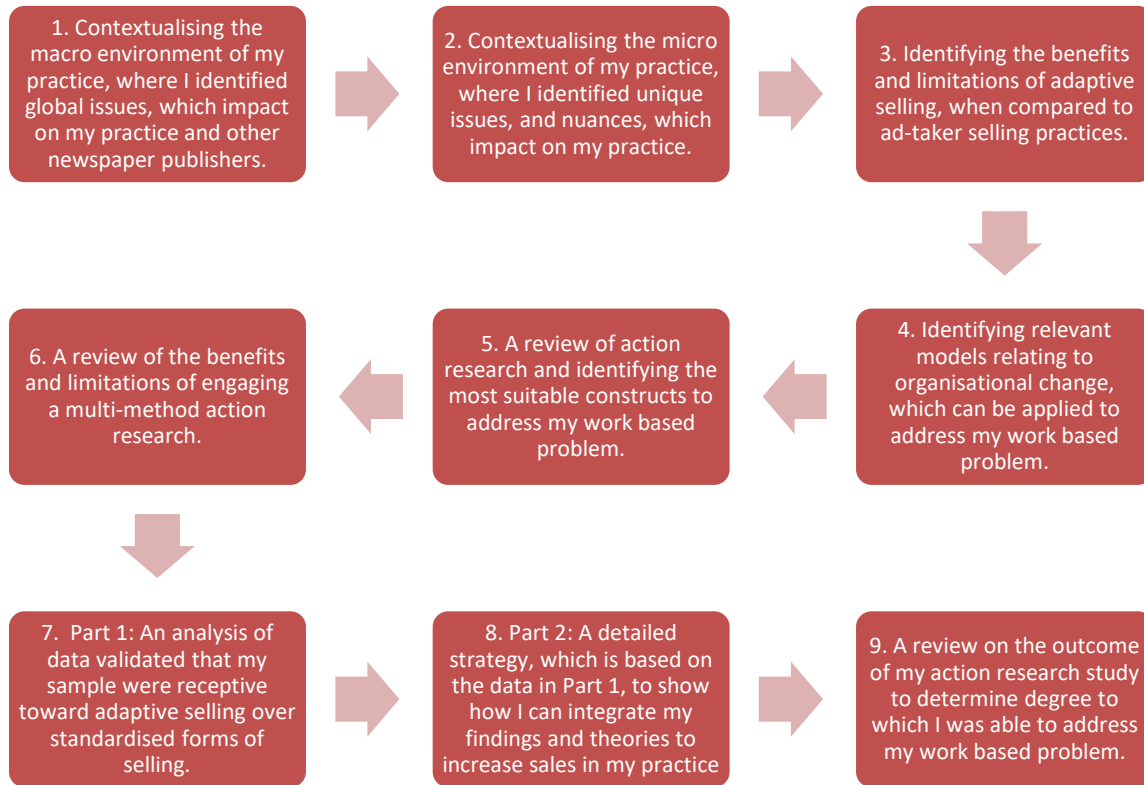 1. Contextualising the
macro environment of my
practice, where I identified
global issues, which impact
on my practice and other
newspaper publishers.
2. Contextualising the micro
environment of my practice,
where I identified unique
issues, and nuances, which
impact on my practice.
3. Identifying the benefits
and limitations of adaptive
selling, when compared to
ad-taker selling practices.
4. Identifying relevant
models relating to
organisational change,
which can be applied to
address my work based
problem.
5. A review of action
research and identifying the
most suitable constructs to
address my work based
problem.
6. A review of the benefits
and limitations of engaging
a multi-method action
research.
7. Part 1: An analysis of
data validated that my
sample were receptive
toward adaptive selling over
standardised forms of
selling.
8. Part 2: A detailed
strategy, which is based on
the data in Part 1, to show
how I can integrate my
findings and theories to
increase sales in my practice
9. A review on the outcome
of my action research study
to determine degree to
which I was able to address
my work based problem.